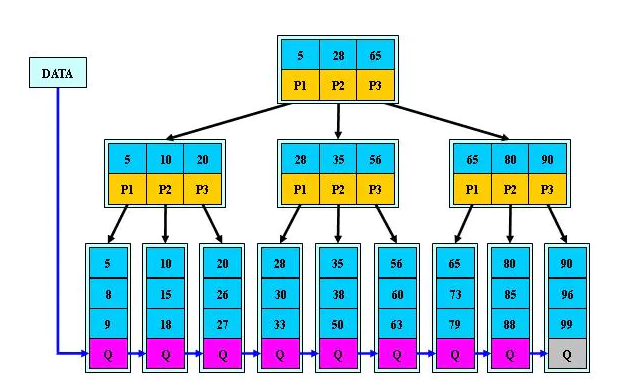 5 28 65
DATA
P1 P2 P3
5 10 20
28 35 56
65 80 90
P1 P2 P3
P1 P2 P3
P1 P2 P3
5 10 20 28 35 56 65 80 90
8 15 26 30 38 60 73 85 96
9 18 27 33 50 63 79 88 99
Q Q Q Q Q Q Q Q Q